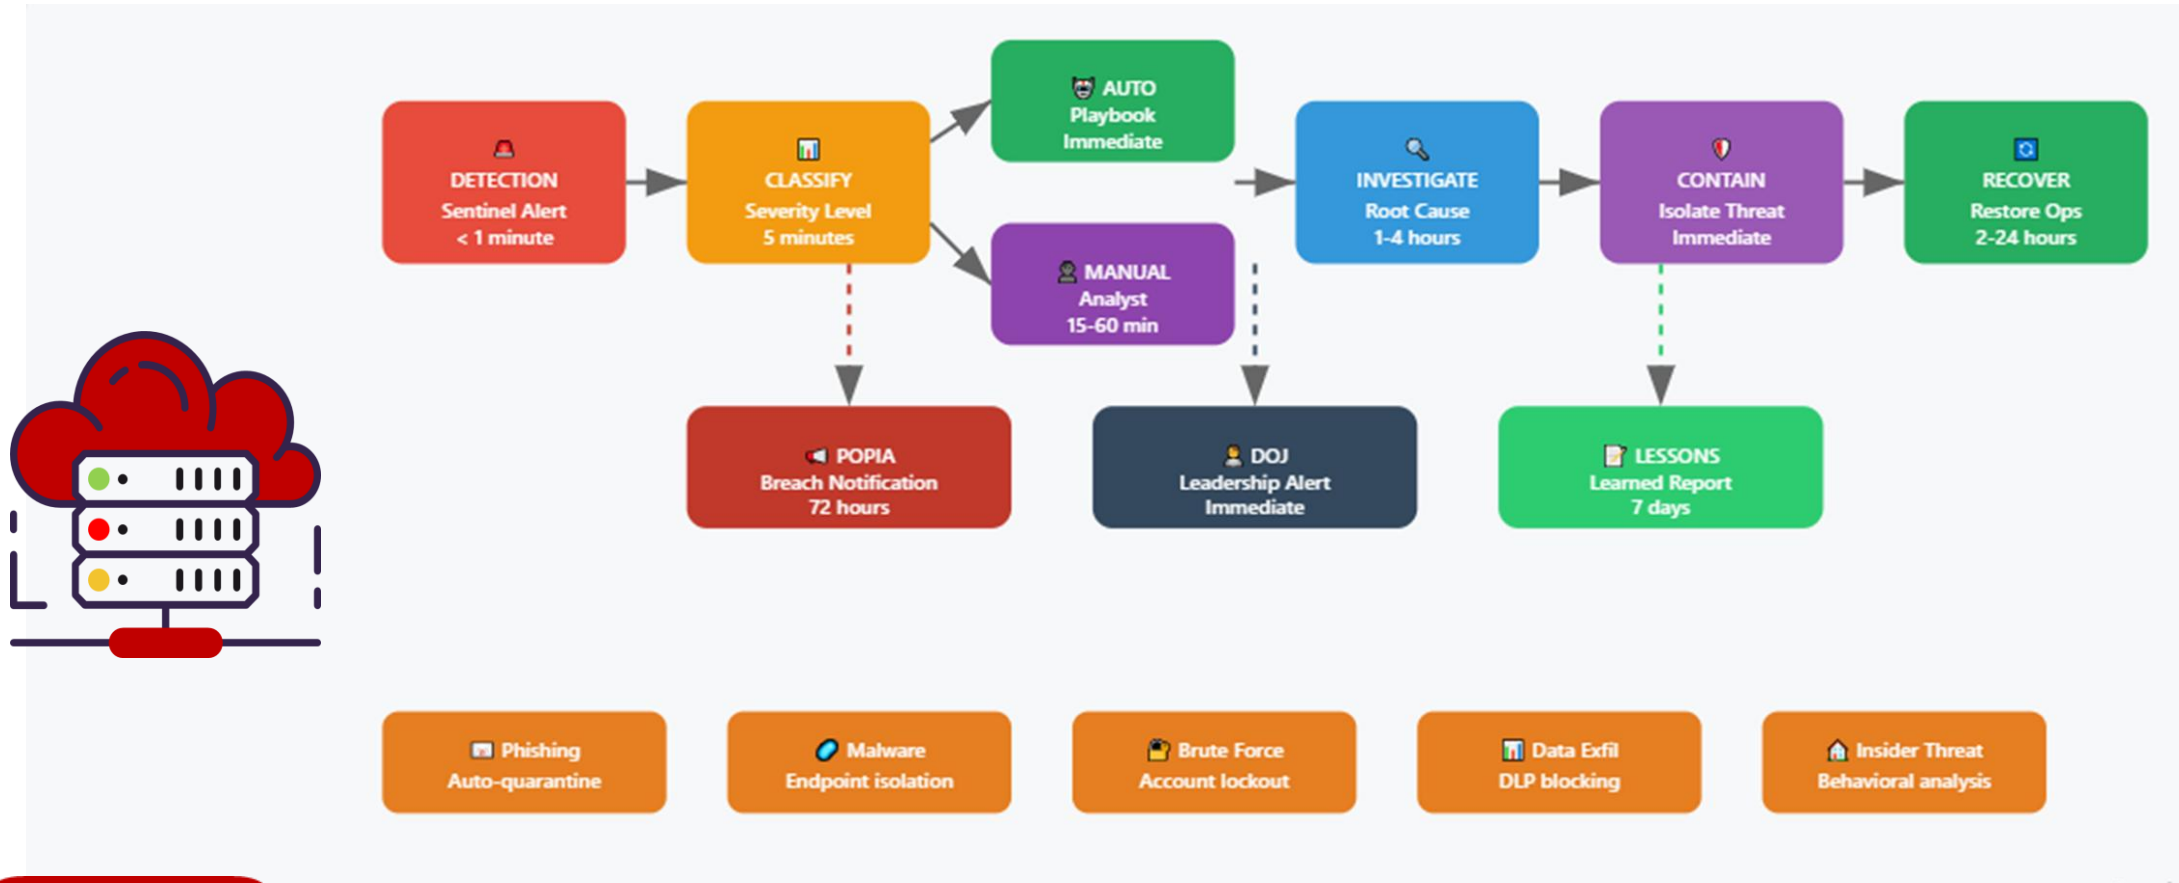 DETECTION
Sentinel Alert
< 1 minute
CLASSIFY
Severity Level
5 minutes
AUTO
Playbook
Immediate
MANUAL
Analyst
15-60 min
INVESTIGATE
Root Cause
1-4 hours
CONTAIN
Isolate Threat
Immediate
RECOVER
Restore Ops
2-24 hours
POPIA
Breach Notification
72 hours
DOJ
Leadership Alert
Immediate
LESSONS
Learned Report
7 days
Phishing
Auto-quarantine
Malware
Endpoint isolation
Brute Force
Account lockout
Data Exfil
DLP blocking
Insider Threat
Behavioral analysis